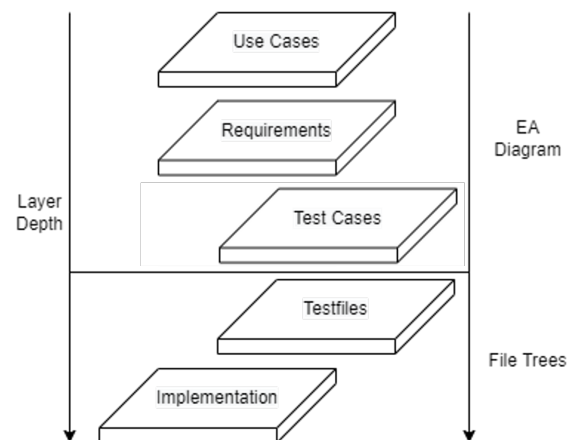 Use Cases
Requirements
EA
Diagram
Layer
Depth
Test Cases
Testfiles
File Trees
Implementation